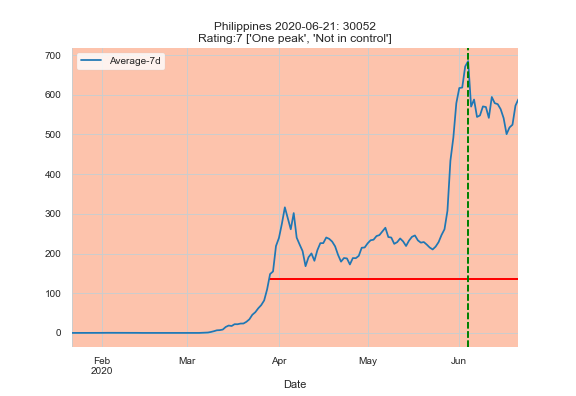 Philippines 2020-06-21: 30052
Rating:7 ['One peak', 'Not in control']
Average-7d
700
600
500
400
300
200
100
0
Feb Mar Apr May Jun
2020
Date